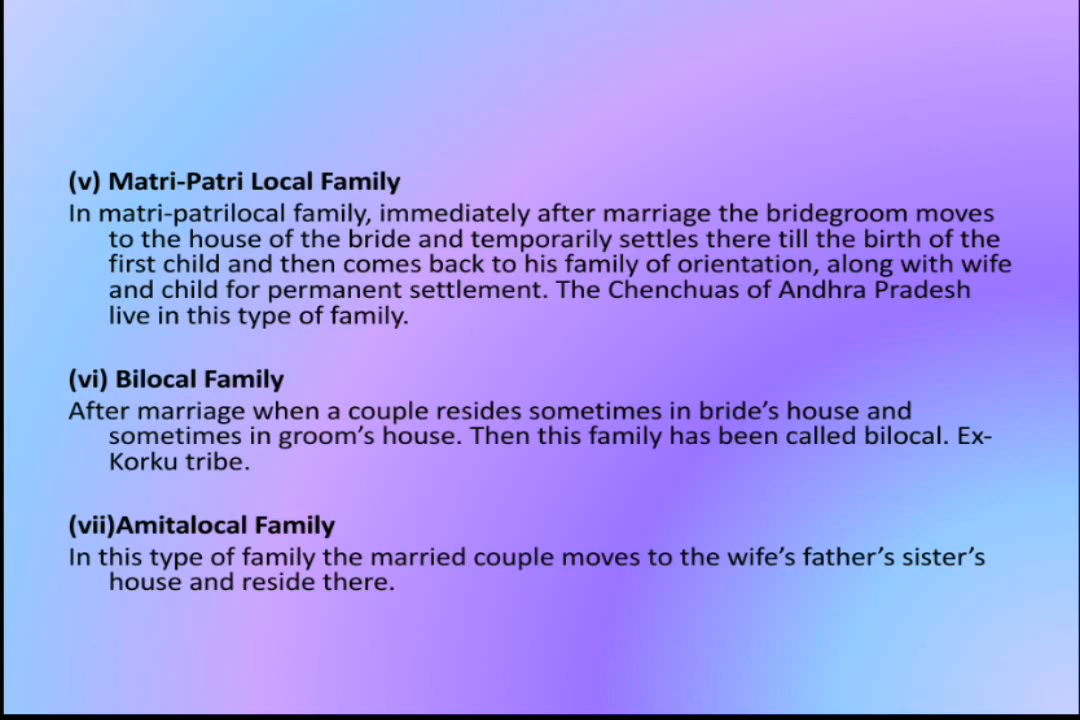 (v) Matri-Patri Local Family
In matri-patrilocal family, immediately after marriage the bridegroom moves
to the house of the bride and temporarily settles there till the birth of the
first child and then comes back to his family of orientation, along with wife
and child for permanent settlement. The Chenchuas of Andhra Pradesh
live in this type of family.
(vi) Bilocal Family
After marriage when a couple resides sometimes in bride’s house and
sometimes in groom’s house. Then this family has been called bilocal. Ex-
Korku tribe.
(vii)Amitalocal Family
In this type of family the married couple moves to the wife’s father’s sister’s
house and reside there.